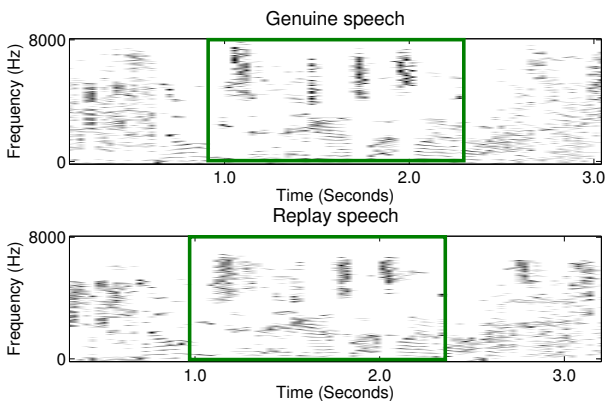 Genuine speech
8000
Frequency (Hz)
0
1.0 2.0 3.0
Time (Seconds)
Replay speech
8000
Frequency (Hz)
0
1.0 2.0 3.0
Time (Seconds)